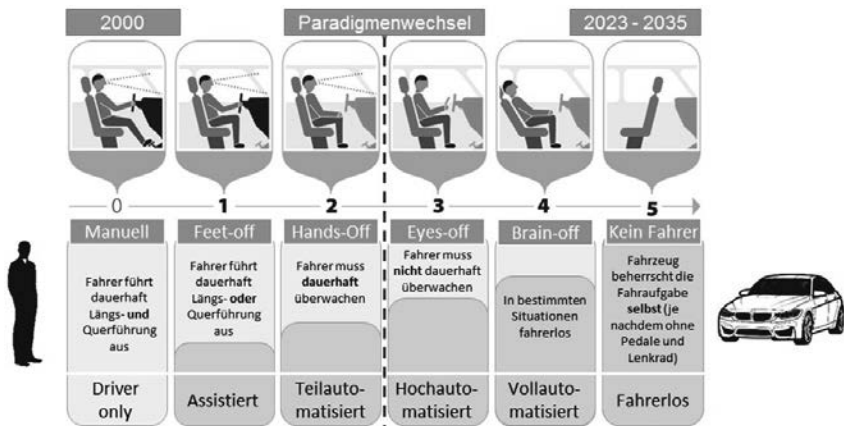 2000
Paradigmenwechsel
2023 - 2035
0
1
2
3
4
5
Manuell
Fahrer führt
dauerhaft
Längs- und
Querführung
aus
Driver
only
Feet-off
Fahrer führt
dauerhaft
Längs- oder
Querführung
aus
Assistiert
Hands-Off
Fahrer muss
dauerhaft
überwachen
Teilauto-
matisiert
Eyes-off
Fahrer muss
nicht dauerhaft
überwachen
Hochauto-
matisiert
Brain-off
In bestimmten
Situationen
fahrerlos
Vollauto-
matisiert
Kein Fahrer
Fahrzeug
beherrscht die
Fahraufgabe
selbst (je
nachdem ohne
Pedale und
Lenkrad)
Fahrerlos